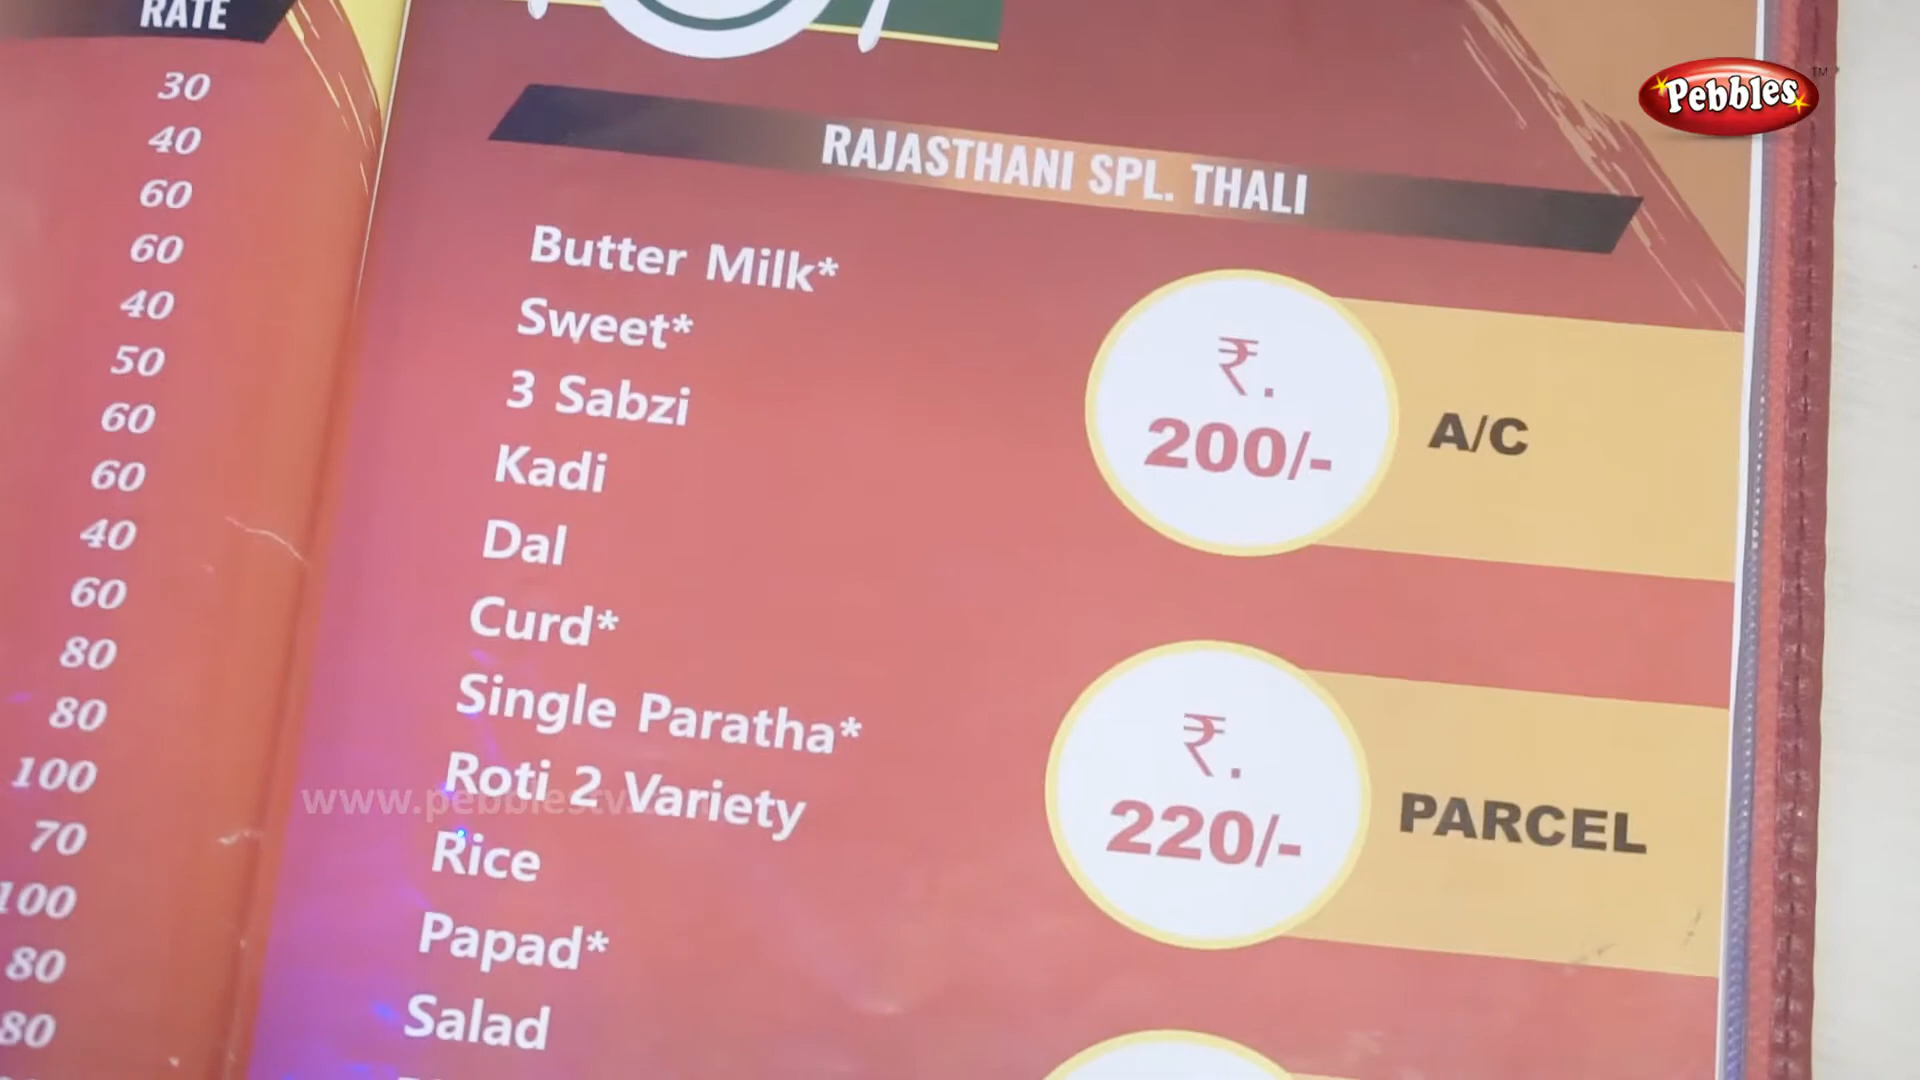 RATE
30
40
60
60
40
50
60
60
40
60
80
80
100
70
100
80
80
RAJASTHANI SPL. THALI
Butter Milk*
Sweet*
3 Sabzi
Kadi
Dal
Curd*
Single Paratha*
Roti 2 Variety
Rice
Papad*
Salad
₹.
200/-
A/C
₹.
220/-
PARCEL
Pebbles™
www.pebblestv.